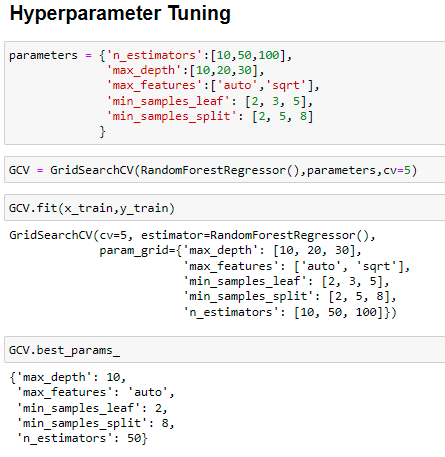 Hyperparameter Tuning
parameters = {'n_estimators':[10,50,100],
'max_depth':[10,20,30],
'max_features':['auto','sqrt'],
'min_samples_leaf': [2, 3, 5],
'min_samples_split': [2, 5, 8]
}
GCV = GridSearchCV(RandomForestRegressor(),parameters,cv=5)
GCV.fit(x_train,y_train)
GridSearchCV(cv=5, estimator=RandomForestRegressor(),
param_grid={'max_depth': [10, 20, 30],
'max_features': ['auto', 'sqrt'],
'min_samples_leaf': [2, 3, 5],
'min_samples_split': [2, 5, 8],
'n_estimators': [10, 50, 100]})
GCV.best_params_
{'max_depth': 10,
'max_features': 'auto',
'min_samples_leaf': 2,
'min_samples_split': 8,
'n_estimators': 50}